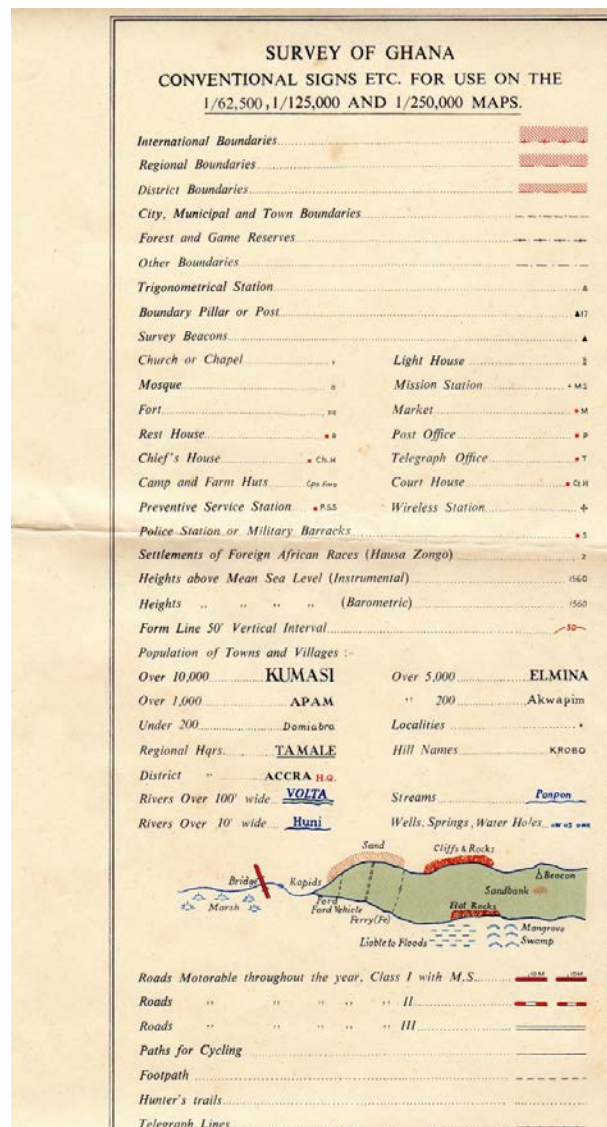 SURVEY OF GHANA
CONVENTIONAL SIGNS ETC. FOR USE ON THE
1/62,500, 1/125,000 AND 1/250,000 MAPS.
International Boundaries
Regional Boundaries
District Boundaries
City, Municipal and Town Boundaries
Forest and Game Reserves
Other Boundaries
Trigonometrical Station
Boundary Pillar or Post 17
Survey Beacons
Church or Chapel Light House
Mosque Mission Station M.S
Fort Market M
Rest House R Post Office P
Chief's House Ch.H Telegraph Office T
Camp and Farm Huts Court House Ct.H
Preventive Service Station P.S.S Wireless Station
Police Station or Military Barracks S
Settlements of Foreign African Races (Hausa Zongo) Z
Heights above Mean Sea Level (Instrumental) 1560
Heights ,, ,, ,, ,, (Barometric) 1560
Form Line 50' Vertical Interval 50
Population of Towns and Villages :-
Over 10,000 KUMASI Over 5,000 ELMINA
Over 1,000 APAM ,, 200 Akwapim
Under 200 Domiabra Localities
Regional Hqrs. TAMALE Hill Names KROBO
District ,, ACCRA H.Q.
Rivers Over 100' wide VOLTA Streams Ponpon
Rivers Over 10' wide Huni Wells, Springs, Water Holes
Sand Cliffs & Rocks
Bridge Rapids Beacon
Marsh Ford Sandbank
Ford Vehicle Flat Rocks
Ferry (Fe) Mangrove
Liable to Floods Swamp
Roads Motorable throughout the year, Class I with M.S. 10M 10M
Roads ,, ,, ,, ,, ,, II
Roads ,, ,, ,, ,, ,, III
Paths for Cycling
Footpath
Hunter's trails
Telegraph Lines